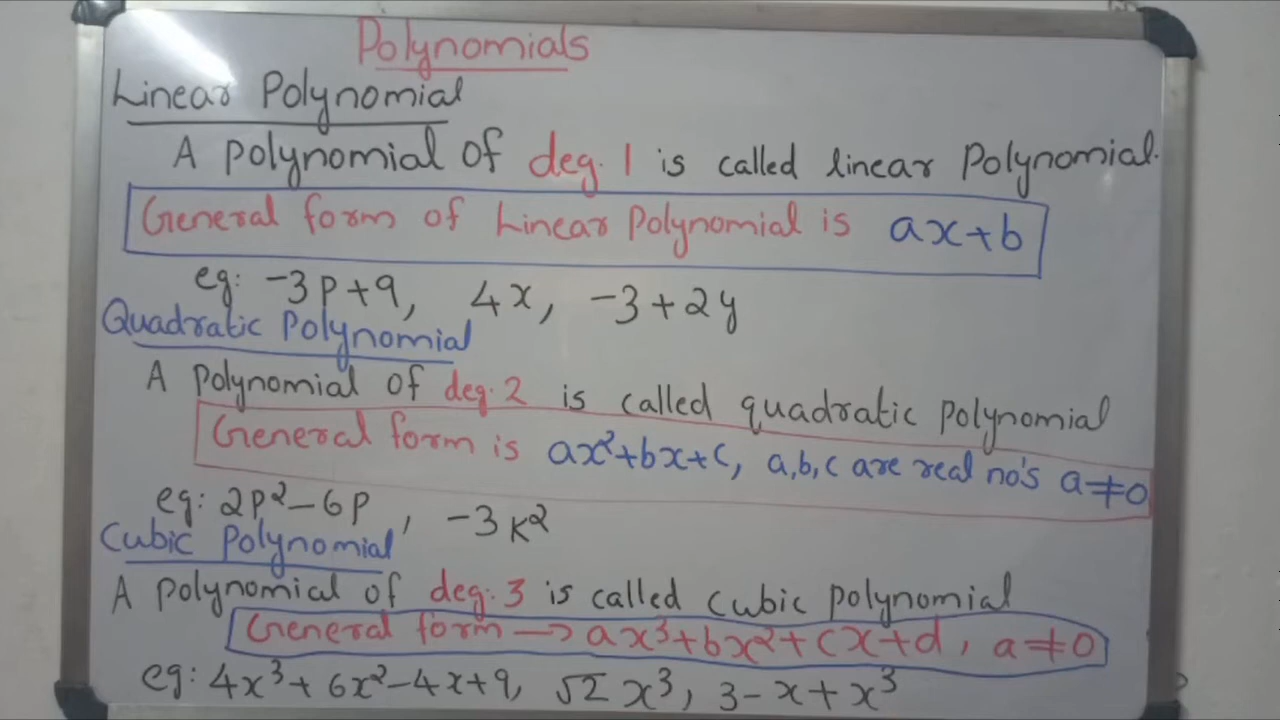 Polynomials
Linear Polynomial
A polynomial of deg. 1 is called linear Polynomial.
General form of Linear Polynomial is ax+b
eg: -3p+9, 4x, -3+2y
Quadratic Polynomial
A Polynomial of deg. 2 is called quadratic polynomial
General form is ax²+bx+c, a,b,c are real no's a≠0
eg: 2p²-6p, -3k²
Cubic Polynomial
A polynomial of deg. 3 is called cubic polynomial
General form → ax³+bx²+cx+d, a≠0
eg: 4x³+6x²-4x+9, √2 x³, 3-x+x³